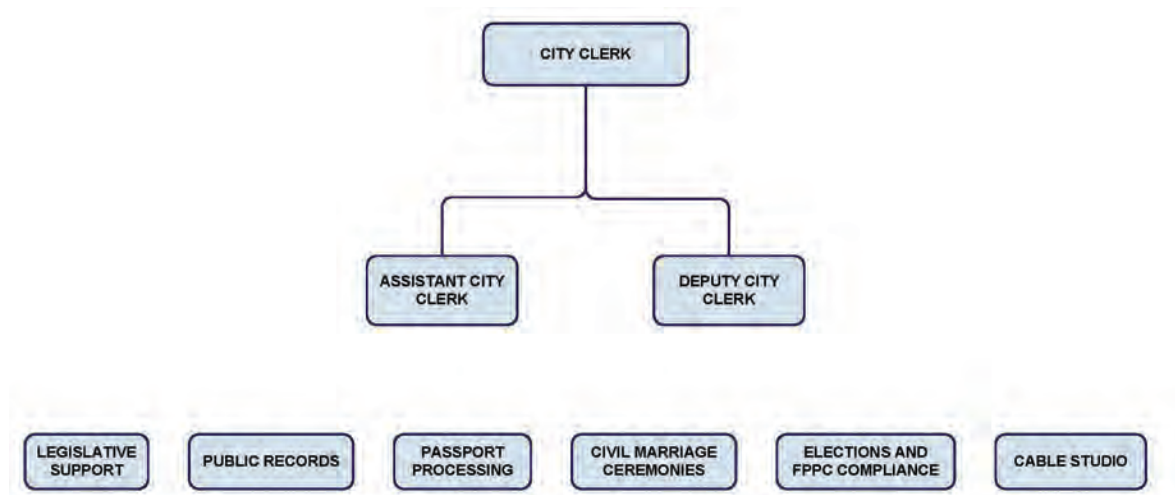 CITY CLERK
ASSISTANT CITY
CLERK
DEPUTY CITY
CLERK
LEGISLATIVE
SUPPORT
PUBLIC RECORDS
PASSPORT
PROCESSING
CIVIL MARRIAGE
CEREMONIES
ELECTIONS AND
FPPC COMPLIANCE
CABLE STUDIO